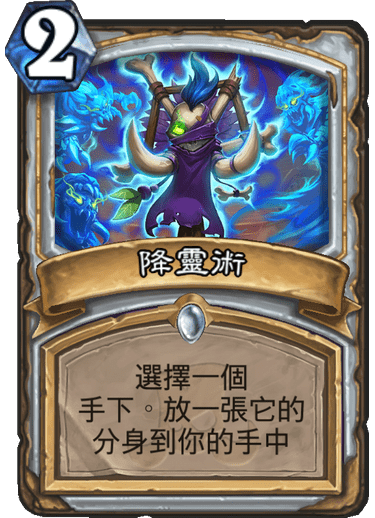 2
降靈術
選擇一個
手下。放一張它的
分身到你的手中